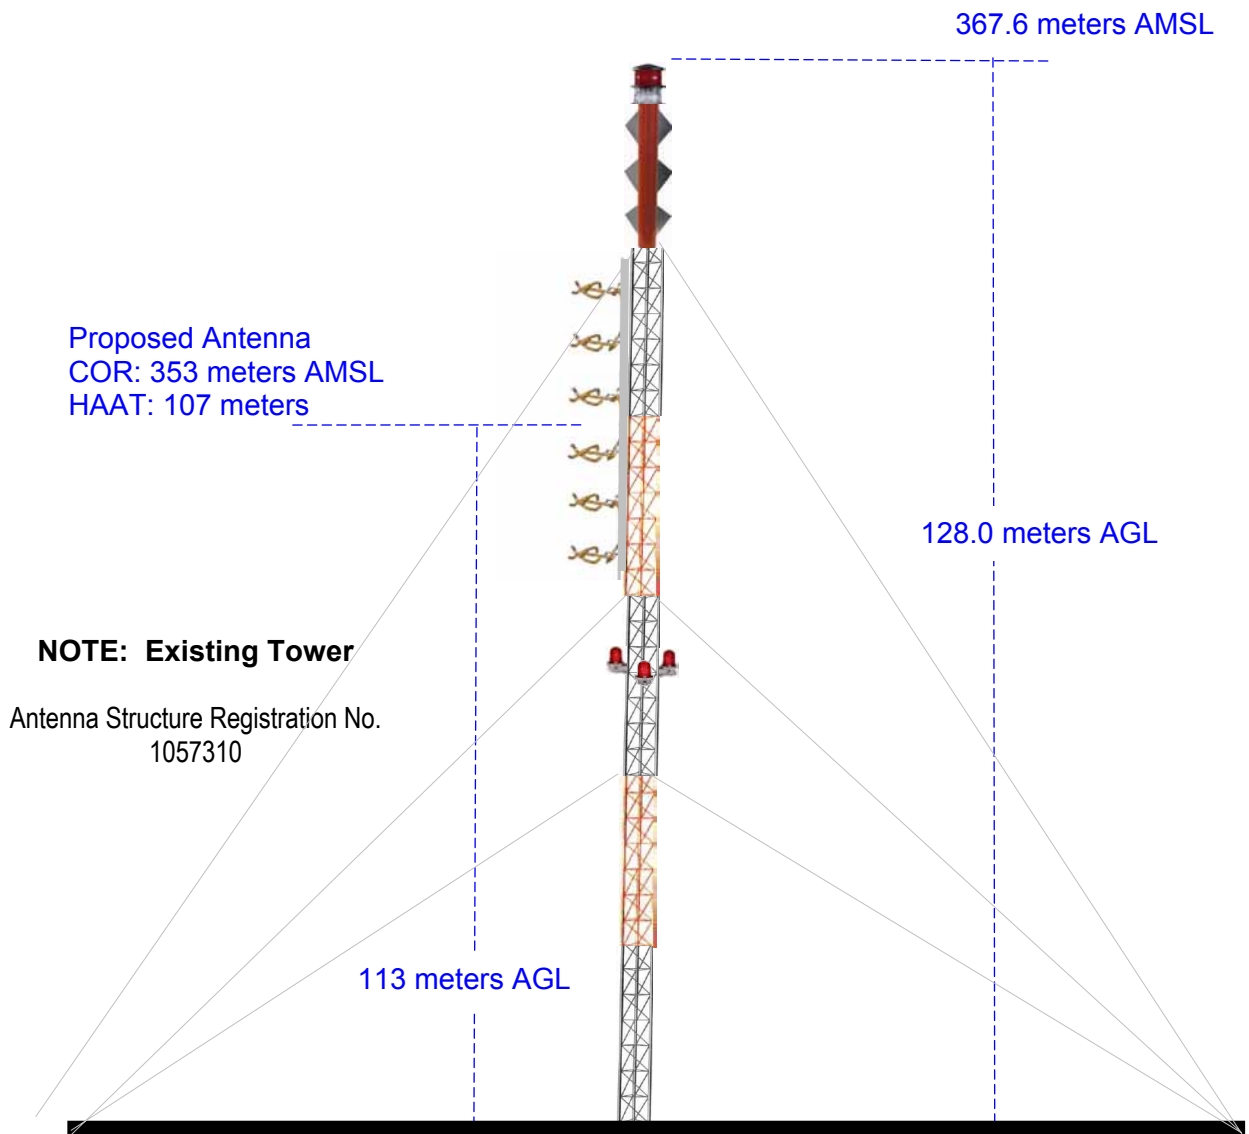 367.6 meters AMSL
Proposed Antenna
COR: 353 meters AMSL
HAAT: 107 meters
128.0 meters AGL
NOTE:  Existing Tower
Antenna Structure Registration No.
1057310
113 meters AGL